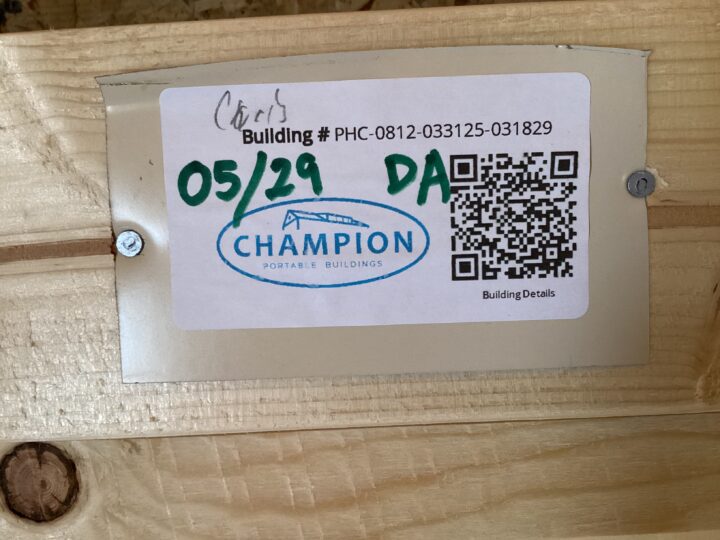 Building # PHC-0812-033125-031829
05/29 DA
CHAMPION
PORTABLE BUILDINGS
Building Details